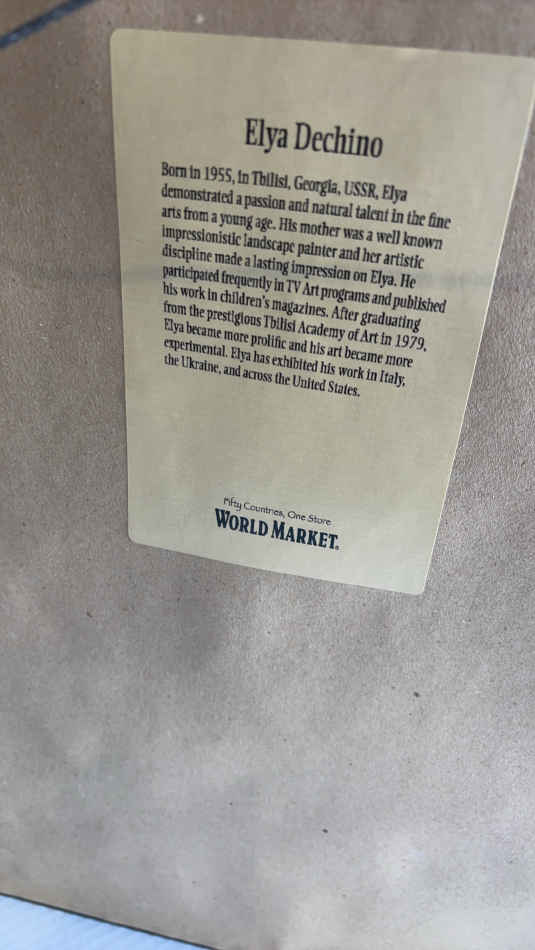 Elya Dechino
Born in 1955, in Tbilisi, Georgia, USSR, Elya
demonstrated a passion and natural talent in the fine
arts from a young age. His mother was a well known
impressionistic landscape painter and her artistic
discipline made a lasting impression on Elya. He
participated frequently in TV Art programs and published
his work in children's magazines. After graduating
from the prestigious Tbilisi Academy of Art in 1979,
Elya became more prolific and his art became more
experimental. Elya has exhibited his work in Italy,
the Ukraine, and across the United States.
Fifty Countries, One Store
WORLD MARKET®